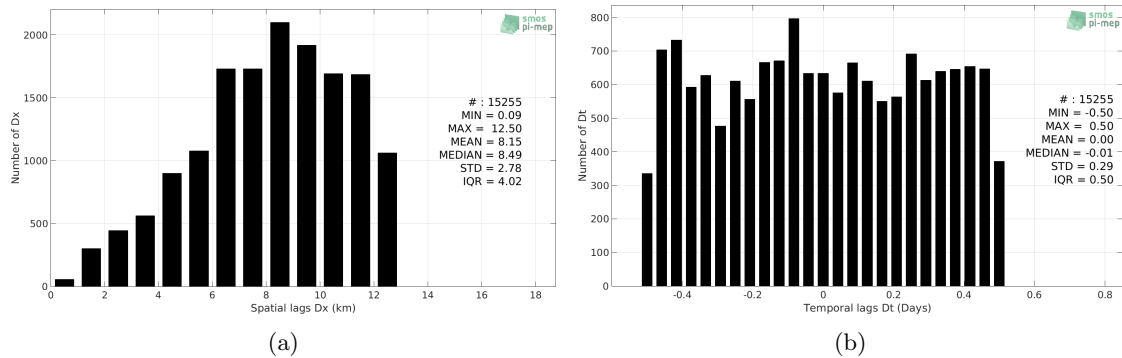 smos
pi-mep
2000
1500
1000
500
0
Number of Dx
# : 15255
MIN = 0.09
MAX = 12.50
MEAN = 8.15
MEDIAN = 8.49
STD = 2.78
IQR = 4.02
0 2 4 6 8 10 12 14 16 18
Spatial lags Dx (km)
(a)
smos
pi-mep
800
700
600
500
400
300
200
100
0
Number of Dt
# : 15255
MIN = -0.50
MAX = 0.50
MEAN = 0.00
MEDIAN = -0.01
STD = 0.29
IQR = 0.50
-0.4 -0.2 0 0.2 0.4 0.6 0.8
Temporal lags Dt (Days)
(b)